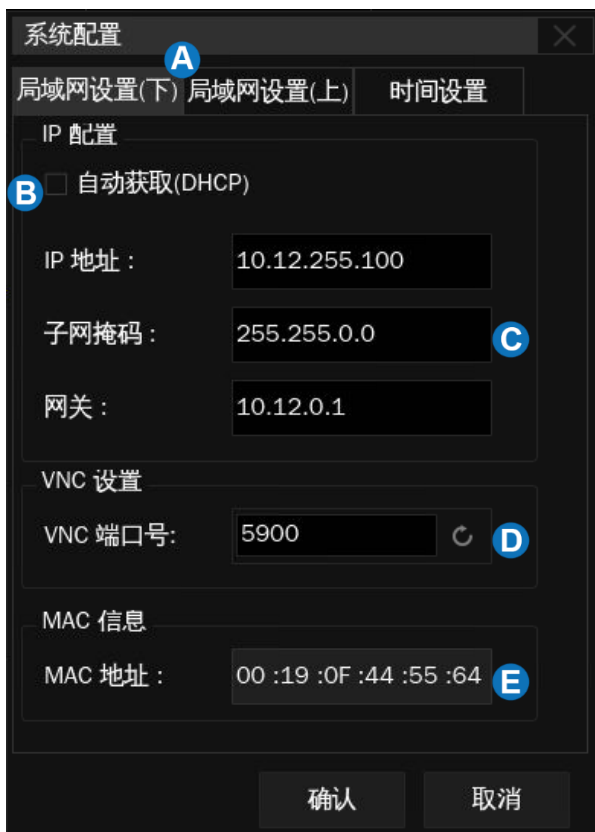 系统配置
A
局域网设置(下) 局域网设置(上) 时间设置
IP 配置
B 自动获取(DHCP)
IP 地址： 10.12.255.100
子网掩码： 255.255.0.0 C
网关： 10.12.0.1
VNC 设置
VNC 端口号: 5900 D
MAC 信息
MAC 地址： 00 :19 :0F :44 :55 :64 E
确认 取消